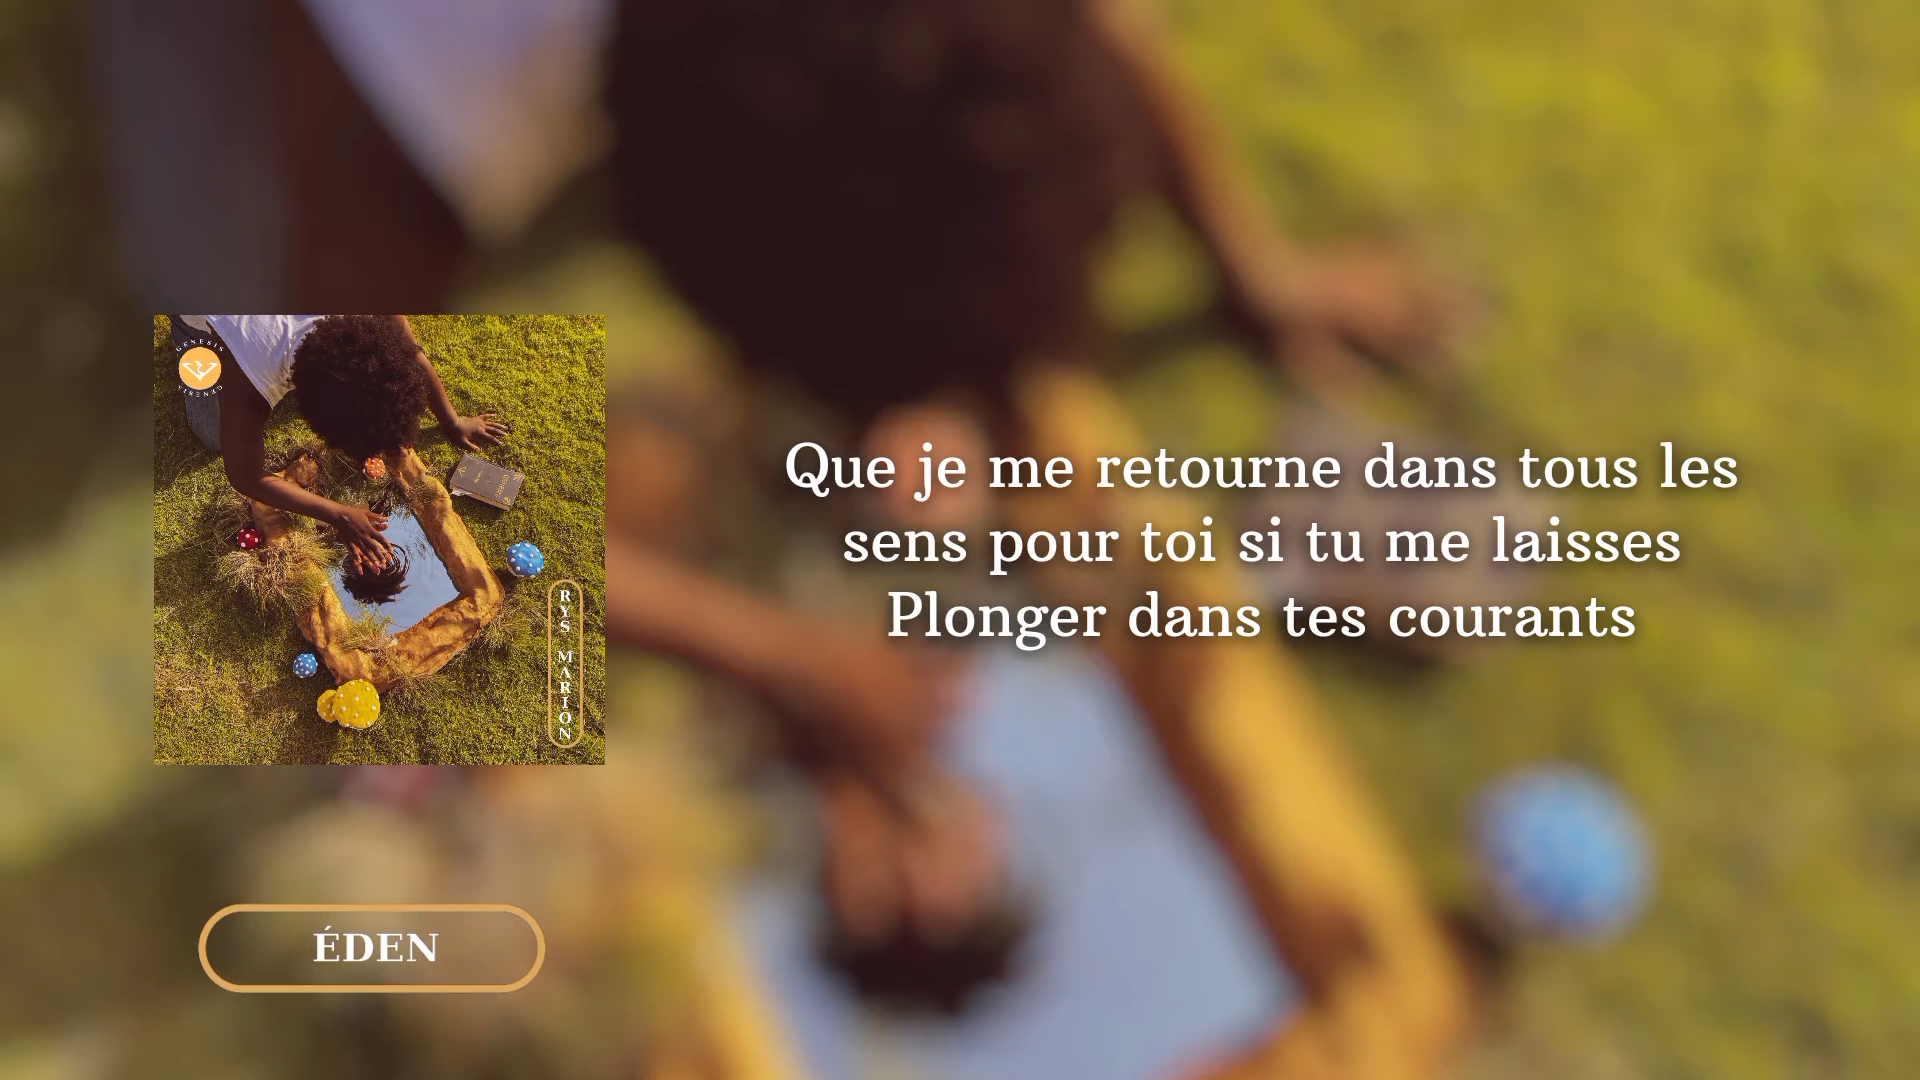 GENESIS
GENESIS
RYS MARION
Que je me retourne dans tous les
sens pour toi si tu me laisses
Plonger dans tes courants
ÉDEN